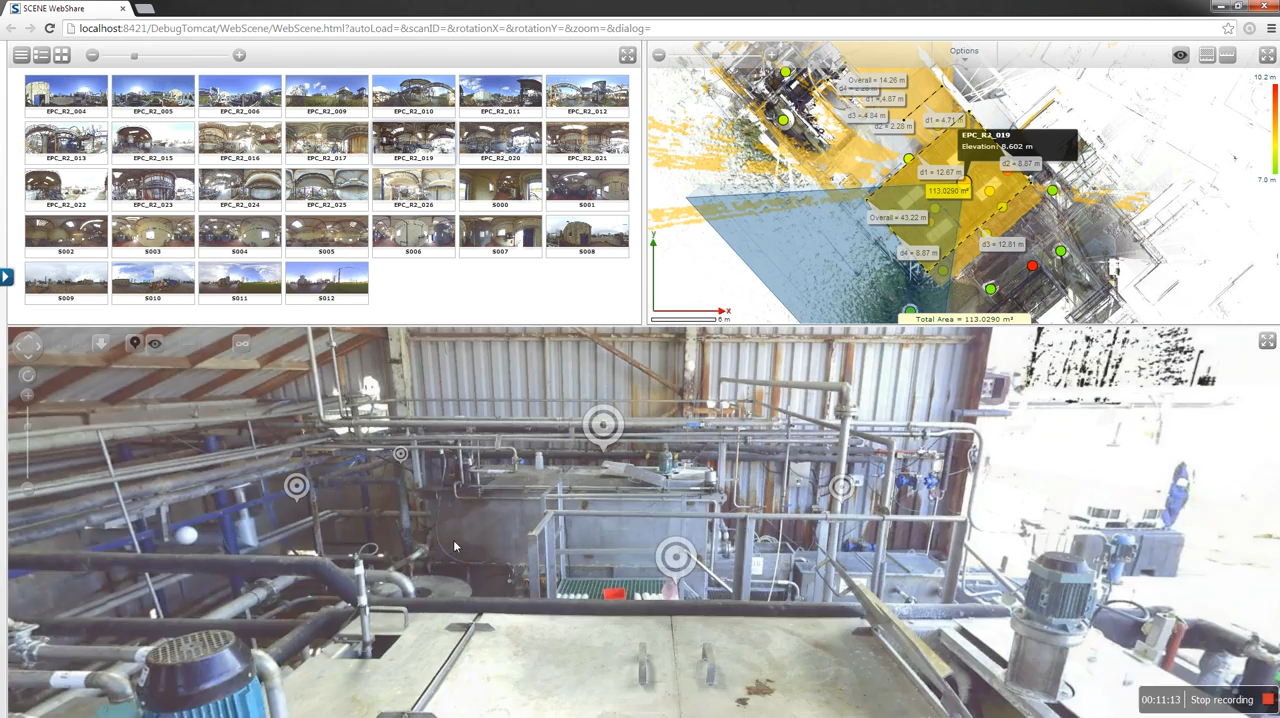 SCENE WebShare
localhost:8421/DebugTomcat/WebScene/WebScene.html?autoLoad=&scanID=&rotationX=&rotationY=&zoom=&dialog=
EPC_R2_004 EPC_R2_005 EPC_R2_006 EPC_R2_009 EPC_R2_010 EPC_R2_011 EPC_R2_012
EPC_R2_013 EPC_R2_015 EPC_R2_016 EPC_R2_017 EPC_R2_019 EPC_R2_020 EPC_R2_021
EPC_R2_022 EPC_R2_023 EPC_R2_024 EPC_R2_025 EPC_R2_026 S000 S001
S002 S003 S004 S005 S006 S007 S008
S009 S010 S011 S012
Options
10.2 m
7.0 m
Overall = 14.26 m
d1 = 4.87 m
d3 = 4.84 m
d2 = 2.28 m
d1 = 4.71
EPC_R2_019
Elevation: 8.602 m
d2 = 8.87 m
d1 = 12.67 m
113.0290 m²
Overall = 43.22 m
d3 = 12.81 m
d4 = 8.87 m
y
x
6 m
Total Area = 113.0290 m²
00:11:13 Stop recording